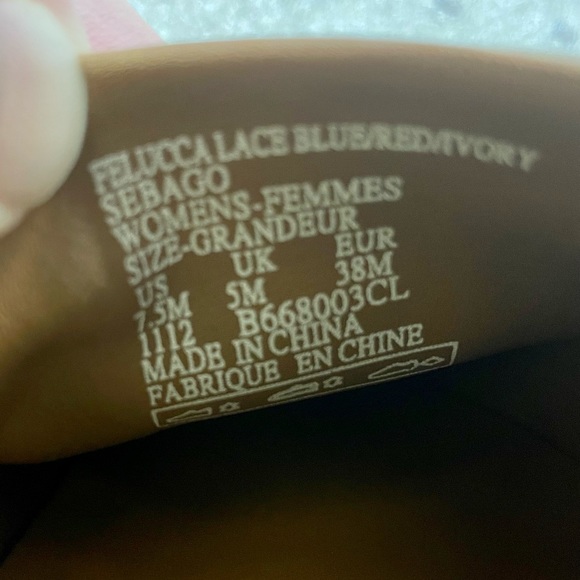 FELUCCA LACE BLUE/RED/IVORY
SEBAGO
WOMENS-FEMMES
SIZE-GRANDEUR
US UK EUR
7.5M 5M 38M
1112 B668003CL
MADE IN CHINA
FABRIQUE EN CHINE